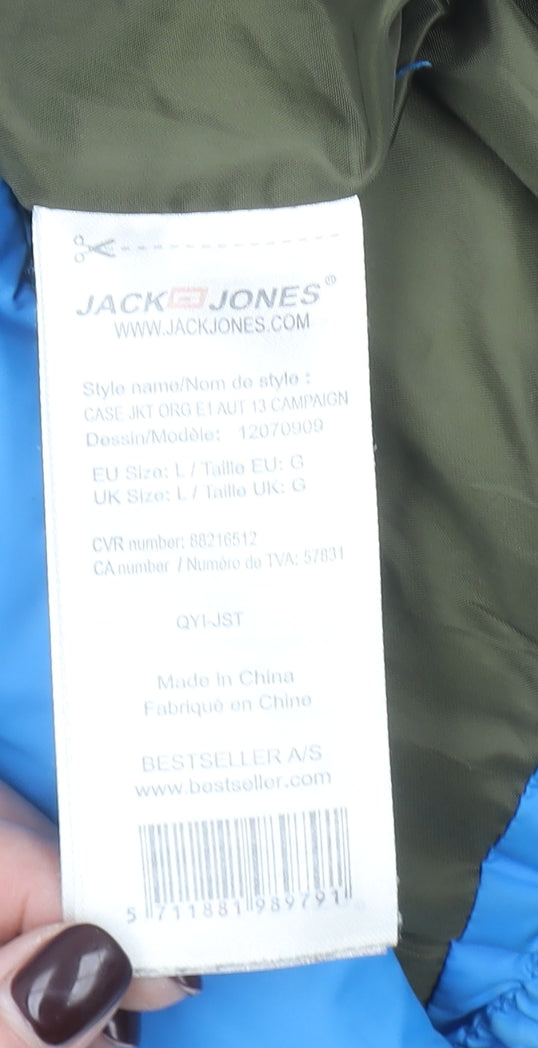 JACK JONES®
WWW.JACKJONES.COM
Style name/Nom de style :
CASE JKT ORG E1 AUT 13 CAMPAIGN
Dessin/Modèle: 12070909
EU Size: L / Taille EU: G
UK Size: L / Taille UK: G
CVR number: 88216512
CA number / Numéro de TVA: 57831
QYI-JST
Made in China
Fabriqué en Chine
BESTSELLER A/S
www.bestseller.com
5 711881 989791